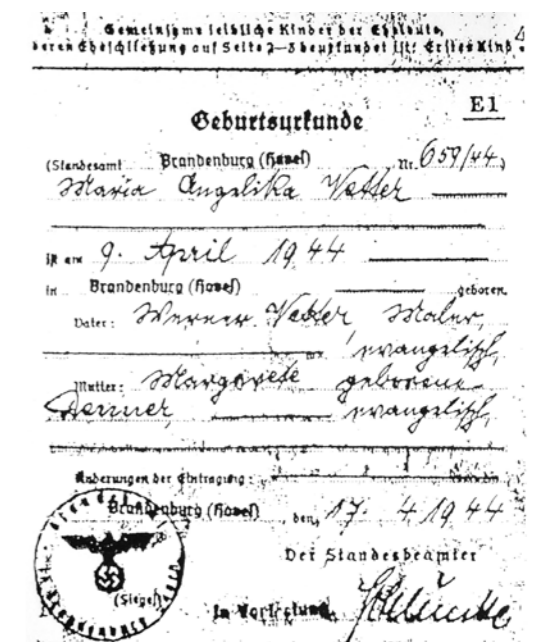 Gemeinsame leibliche Kinder der Eheleute,
deren Eheschließung auf Seite 2–3 beurkundet ist: Erstes Kind
E1
Geburtsurkunde
(Standesamt Brandenburg (Havel) Nr. 659/44)
Maria Angelika Vetter
ist am 9. April 1944
in Brandenburg (Havel) geboren.
Vater: Werner Vetter, Maler,
evangelisch,
Mutter: Margarete geborene
evangelisch,
Änderungen der Eintragung:
Brandenburg (Havel), den 17. 4. 1944
Der Standesbeamter
(Siegel)
Brandenburg
In Vertretung